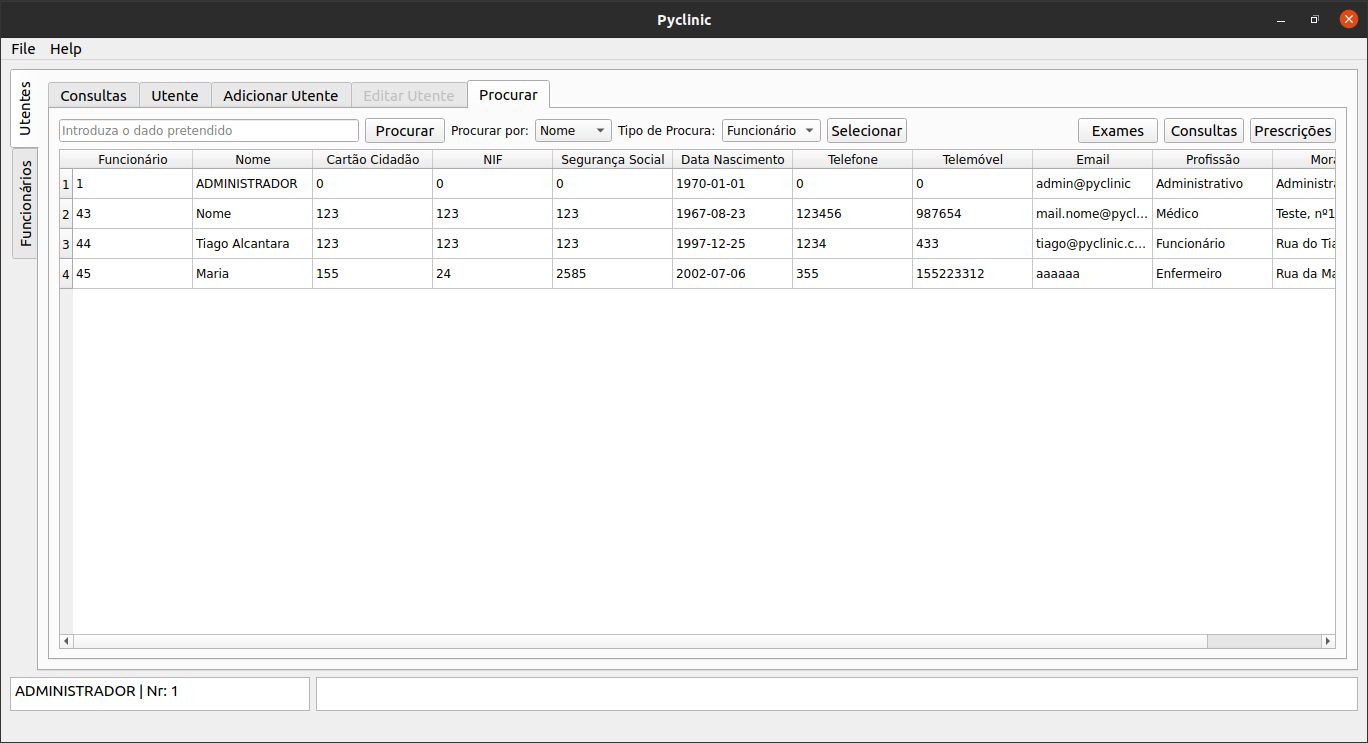 Pyclinic
File Help
Utentes
Funcionários
Consultas Utente Adicionar Utente Editar Utente Procurar
Introduza o dado pretendido Procurar Procurar por: Nome Tipo de Procura: Funcionário Selecionar Exames Consultas Prescrições
Funcionário Nome Cartão Cidadão NIF Segurança Social Data Nascimento Telefone Telemóvel Email Profissão Mora
1 1 ADMINISTRADOR 0 0 0 1970-01-01 0 0 admin@pyclinic Administrativo Administra
2 43 Nome 123 123 123 1967-08-23 123456 987654 mail.nome@pycl... Médico Teste, nº1
3 44 Tiago Alcantara 123 123 123 1997-12-25 1234 433 tiago@pyclinic.c... Funcionário Rua do Tia
4 45 Maria 155 24 2585 2002-07-06 355 155223312 aaaaaa Enfermeiro Rua da Ma
ADMINISTRADOR | Nr: 1